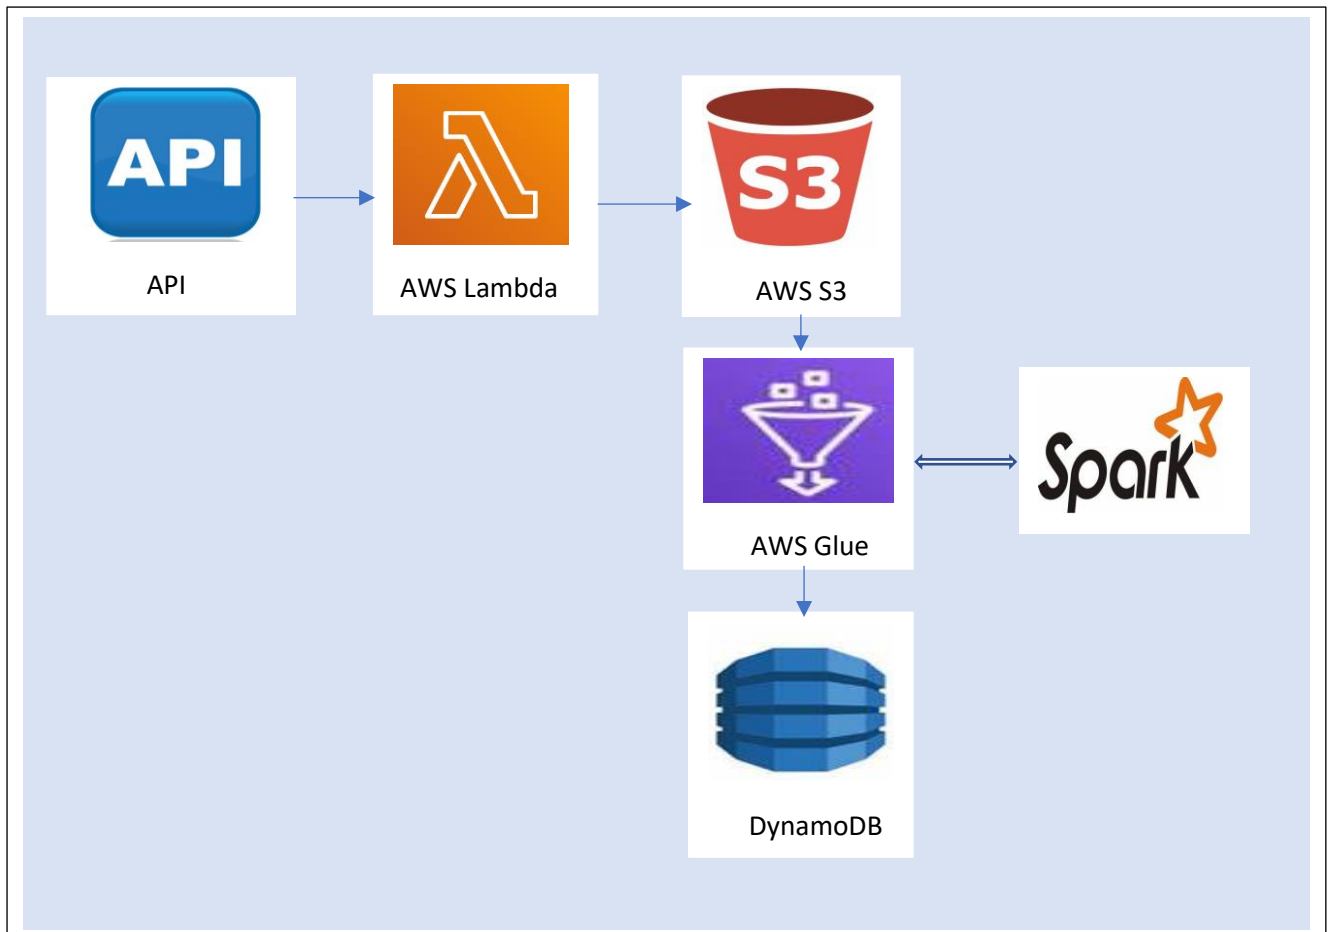 API
API
AWS Lambda
S3
AWS S3
AWS Glue
Spark
DynamoDB